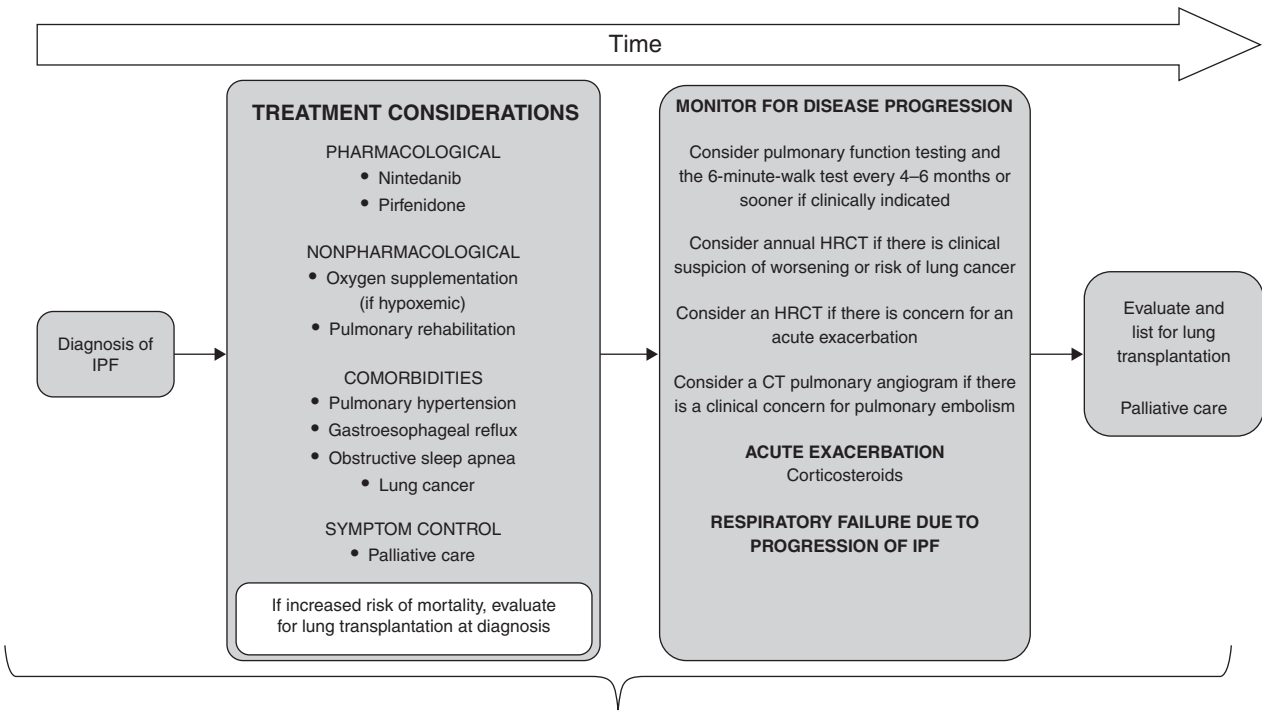 Time
Diagnosis of
IPF
TREATMENT CONSIDERATIONS
PHARMACOLOGICAL
• Nintedanib
• Pirfenidone
NONPHARMACOLOGICAL
• Oxygen supplementation
(if hypoxemic)
• Pulmonary rehabilitation
COMORBIDITIES
• Pulmonary hypertension
• Gastroesophageal reflux
• Obstructive sleep apnea
• Lung cancer
SYMPTOM CONTROL
• Palliative care
If increased risk of mortality, evaluate
for lung transplantation at diagnosis
MONITOR FOR DISEASE PROGRESSION
Consider pulmonary function testing and
the 6-minute-walk test every 4–6 months or
sooner if clinically indicated
Consider annual HRCT if there is clinical
suspicion of worsening or risk of lung cancer
Consider an HRCT if there is concern for an
acute exacerbation
Consider a CT pulmonary angiogram if there
is a clinical concern for pulmonary embolism
ACUTE EXACERBATION
Corticosteroids
RESPIRATORY FAILURE DUE TO
PROGRESSION OF IPF
Evaluate and
list for lung
transplantation
Palliative care